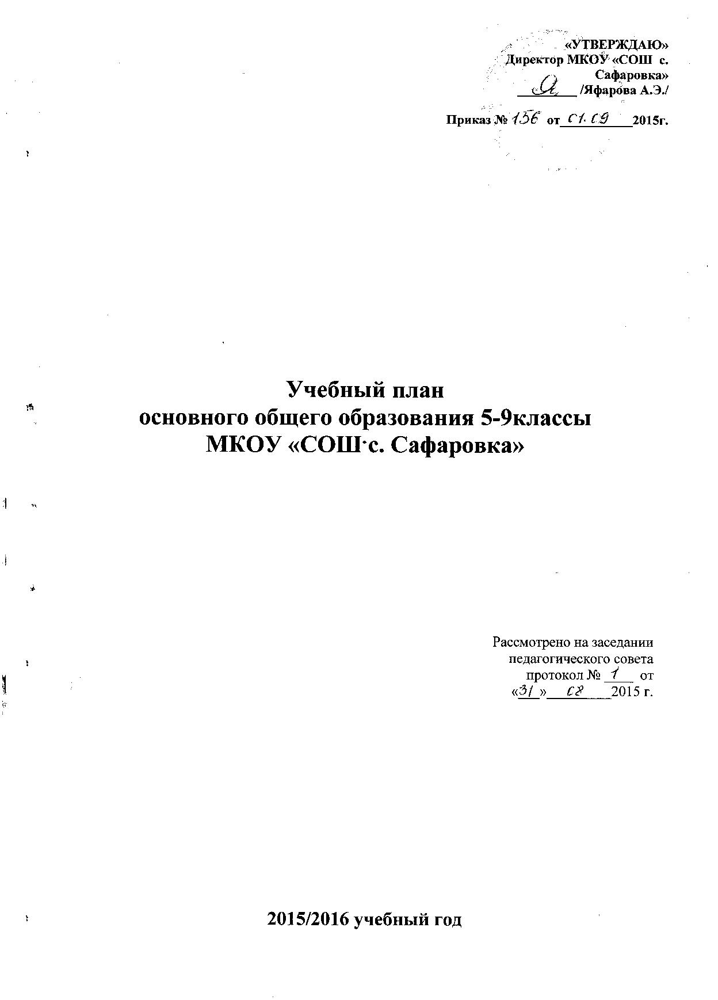 «УТВЕРЖДАЮ»
Директор МКОУ «СОШ с.
Сафаровка»
/Яфарова А.Э./
Приказ № 156 от 01.09 2015г.
Учебный план
основного общего образования 5-9классы
МКОУ «СОШ с. Сафаровка»
Рассмотрено на заседании
педагогического совета
протокол № 1 от
«31» 08 2015 г.
2015/2016 учебный год